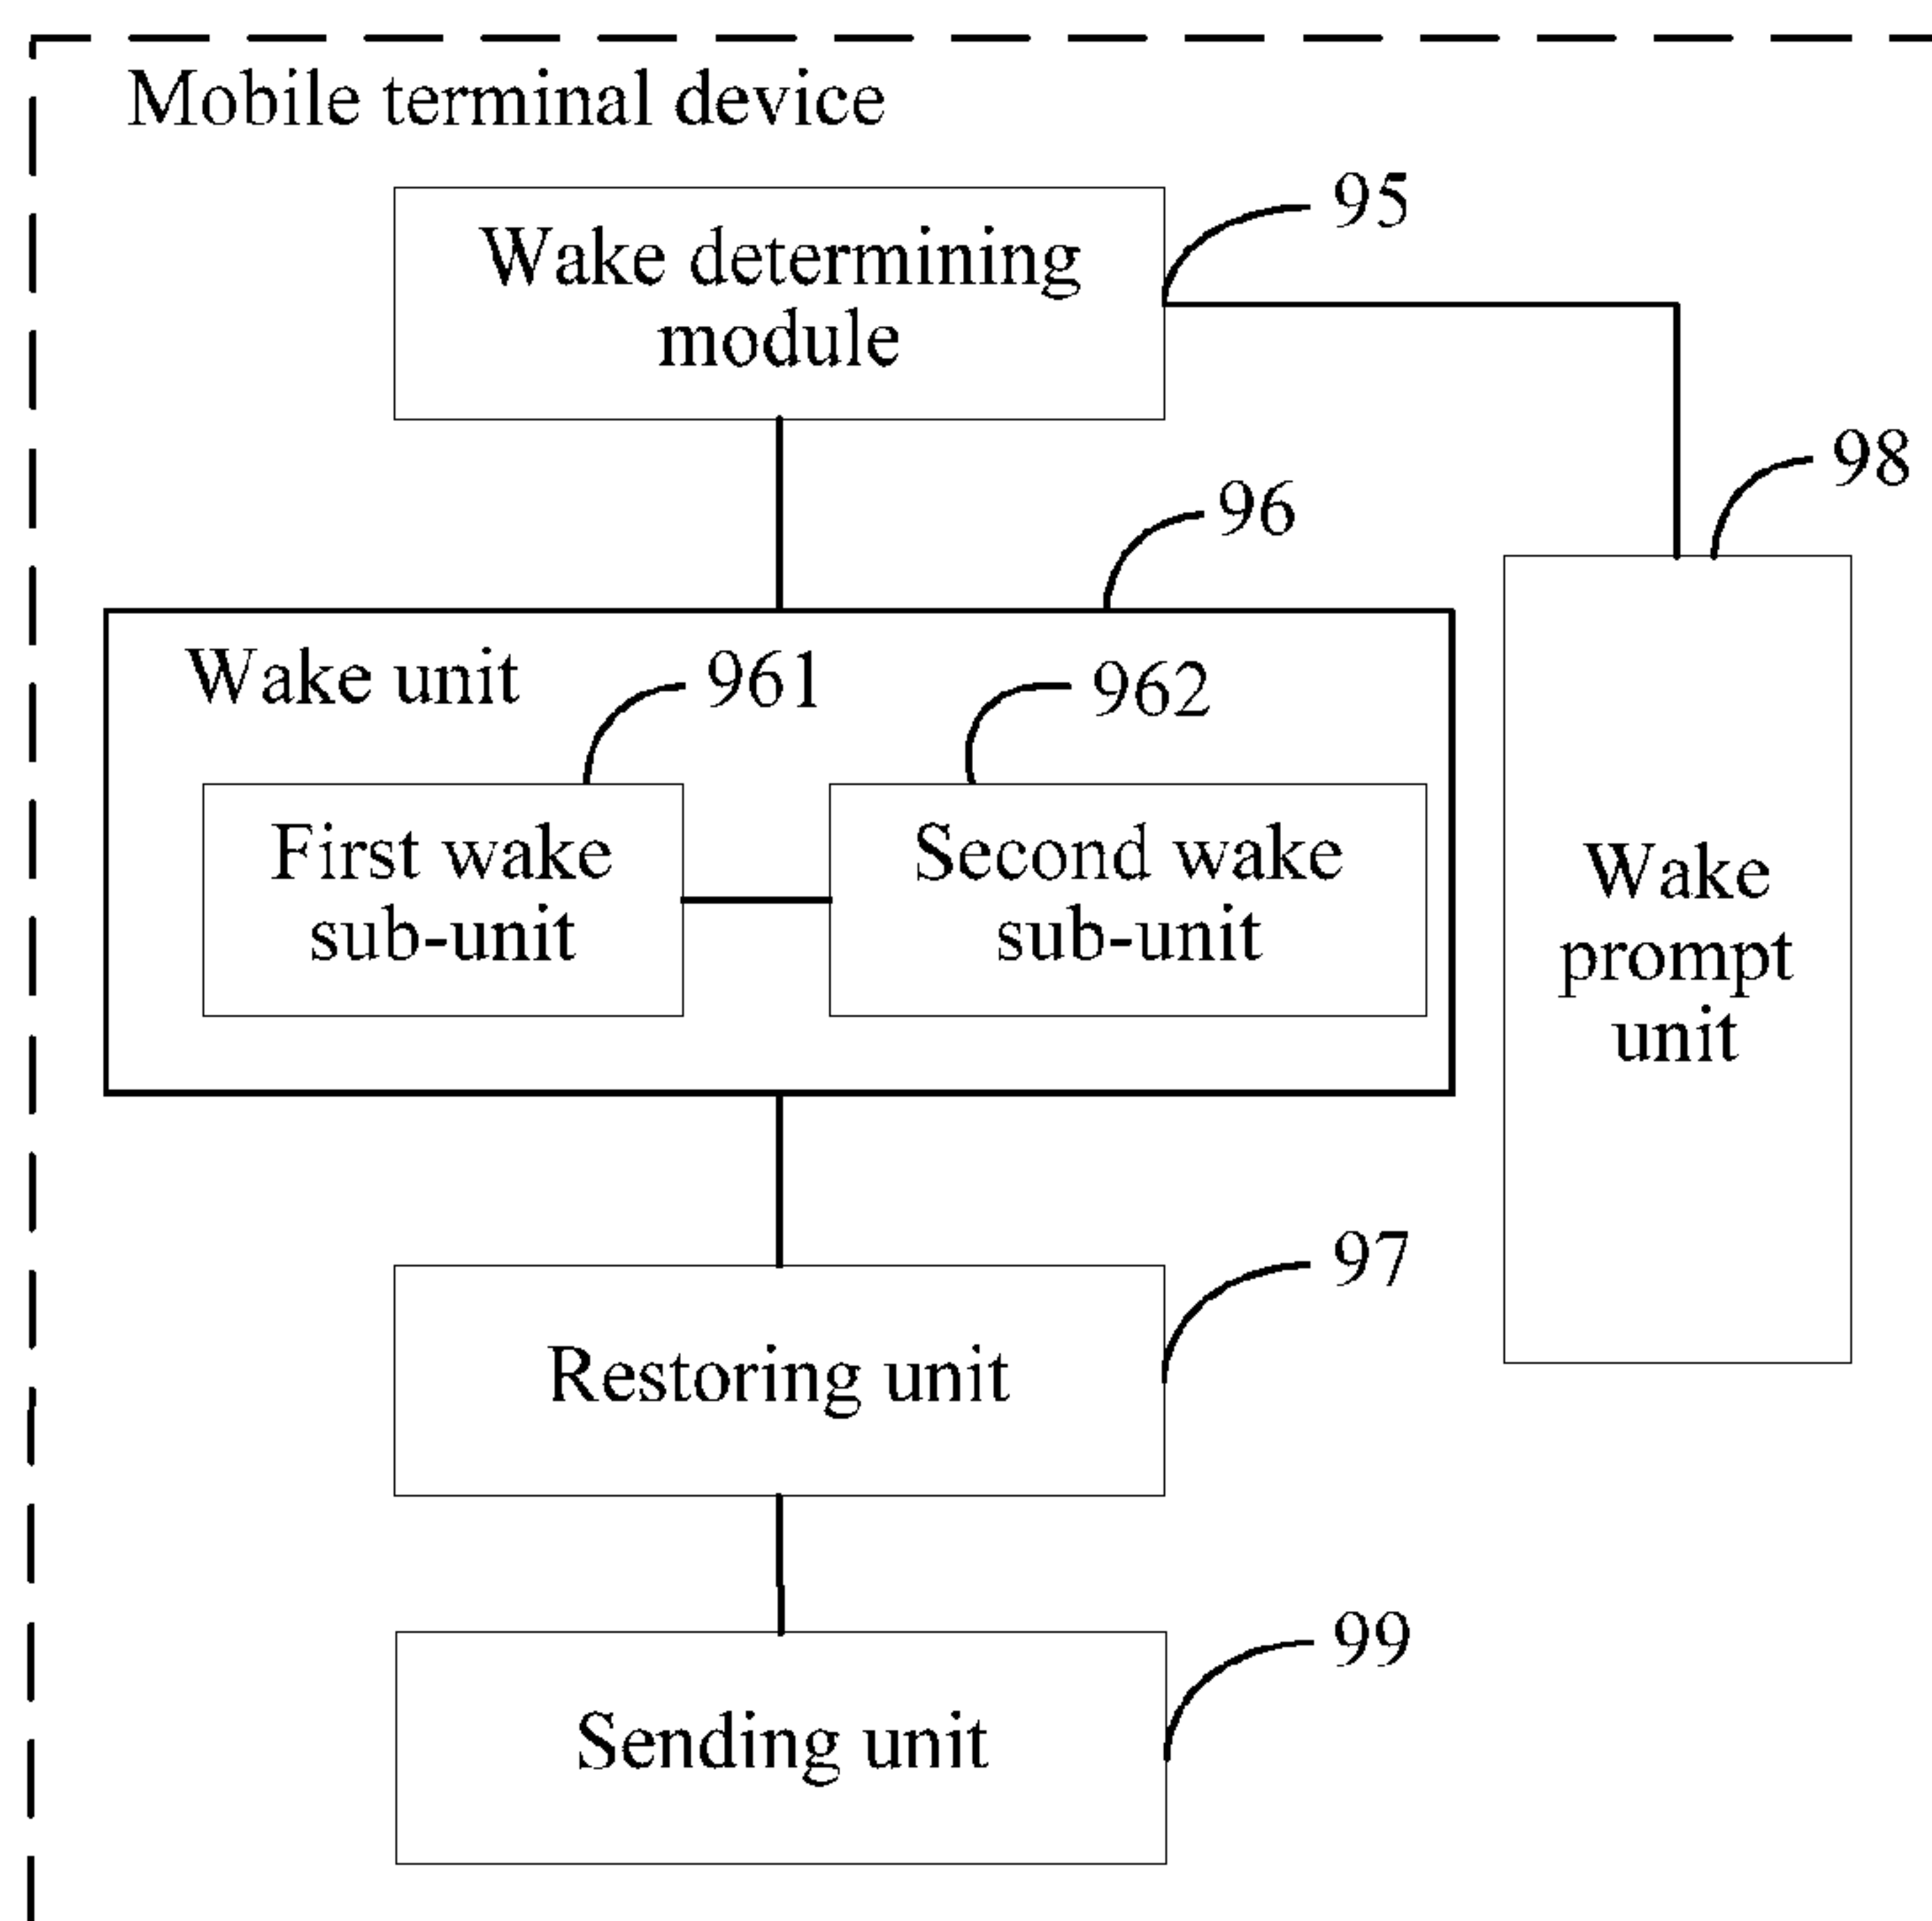 Mobile terminal device
95
Wake determining
module
98
96
Wake unit
961
962
First wake
sub-unit
Second wake
sub-unit
Wake
prompt
unit
97
Restoring unit
99
Sending unit